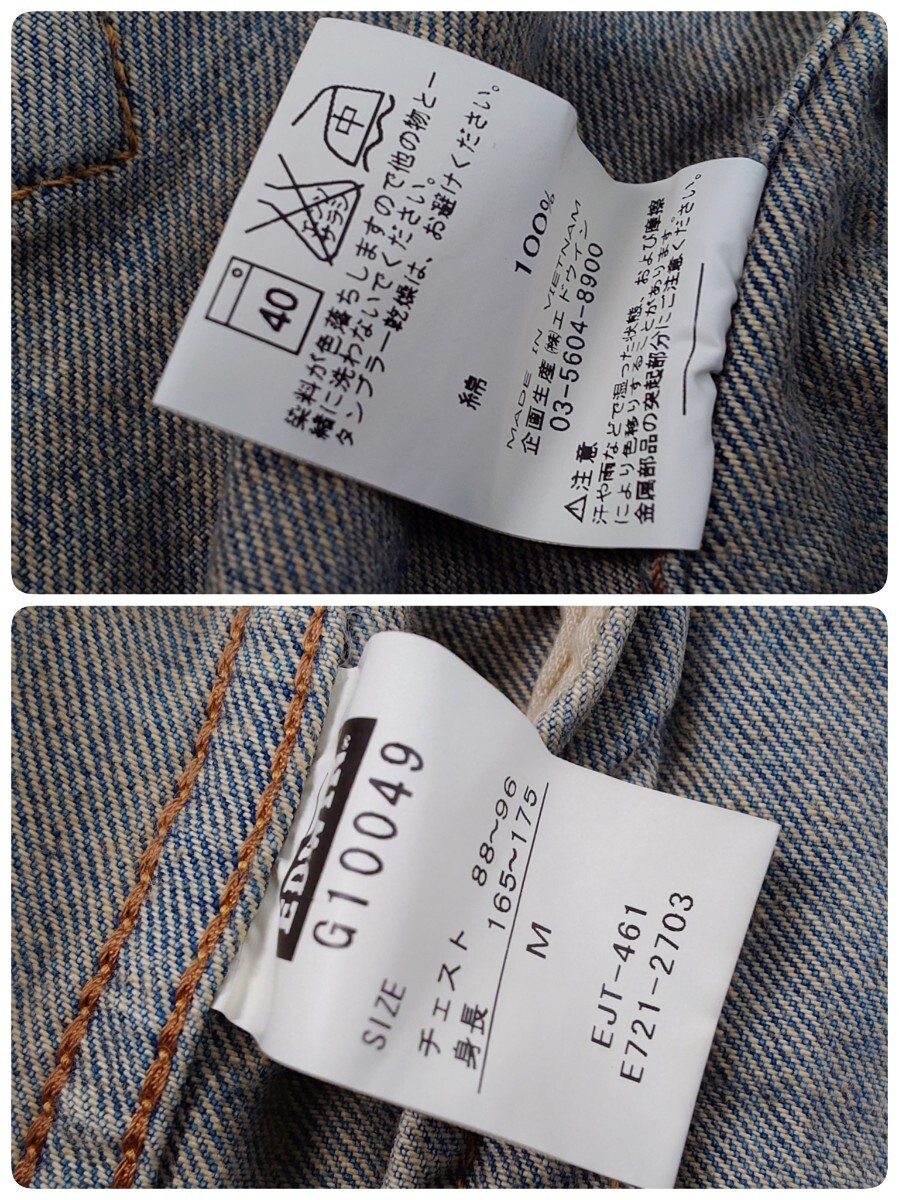 40
エンソ
サラシ
中
染料が色落ちしますので他の物と一
緒に洗わないでください。
タンブラー乾燥は、お避けください。
綿 100%
MADE IN VIETNAM
企画生産 ㈱エドウイン
03-5604-8900
⚠注意
汗や雨などで湿った状態、および摩擦
により色移りすることがあります。
金属部品の突起部分にご注意ください。
EDWIN®
G10049
SIZE
チェスト 88~96
身長 165~175
M
EJT-461
E721-2703